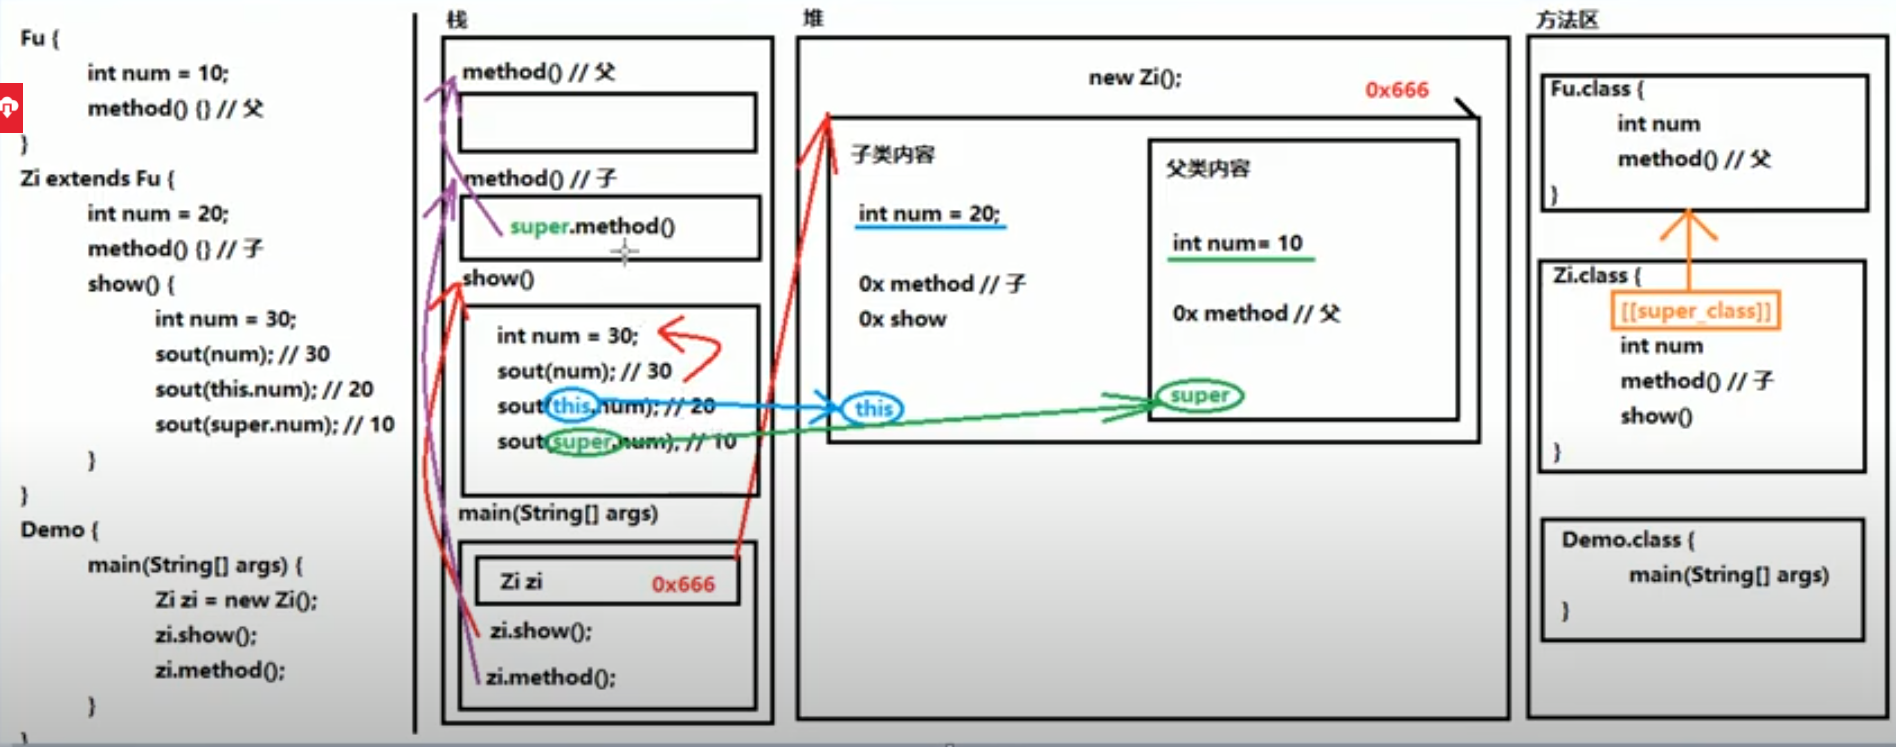 Fu {
int num = 10;
method() {} // 父
}
Zi extends Fu {
int num = 20;
method() {} // 子
show() {
int num = 30;
sout(num); // 30
sout(this.num); // 20
sout(super.num); // 10
}
}
Demo {
main(String[] args) {
Zi zi = new Zi();
zi.show();
zi.method();
}
}
栈
method() // 父
method() // 子
super.method()
show()
int num = 30;
sout(num); // 30
sout(this.num); // 20
sout(super.num); // 10
main(String[] args)
Zi zi 0x666
zi.show();
zi.method();
堆
new Zi(); 0x666
子类内容
int num = 20;
0x method // 子
0x show
this
父类内容
int num= 10
0x method // 父
super
方法区
Fu.class {
int num
method() // 父
}
Zi.class {
[[super_class]]
int num
method() // 子
show()
}
Demo.class {
main(String[] args)
}